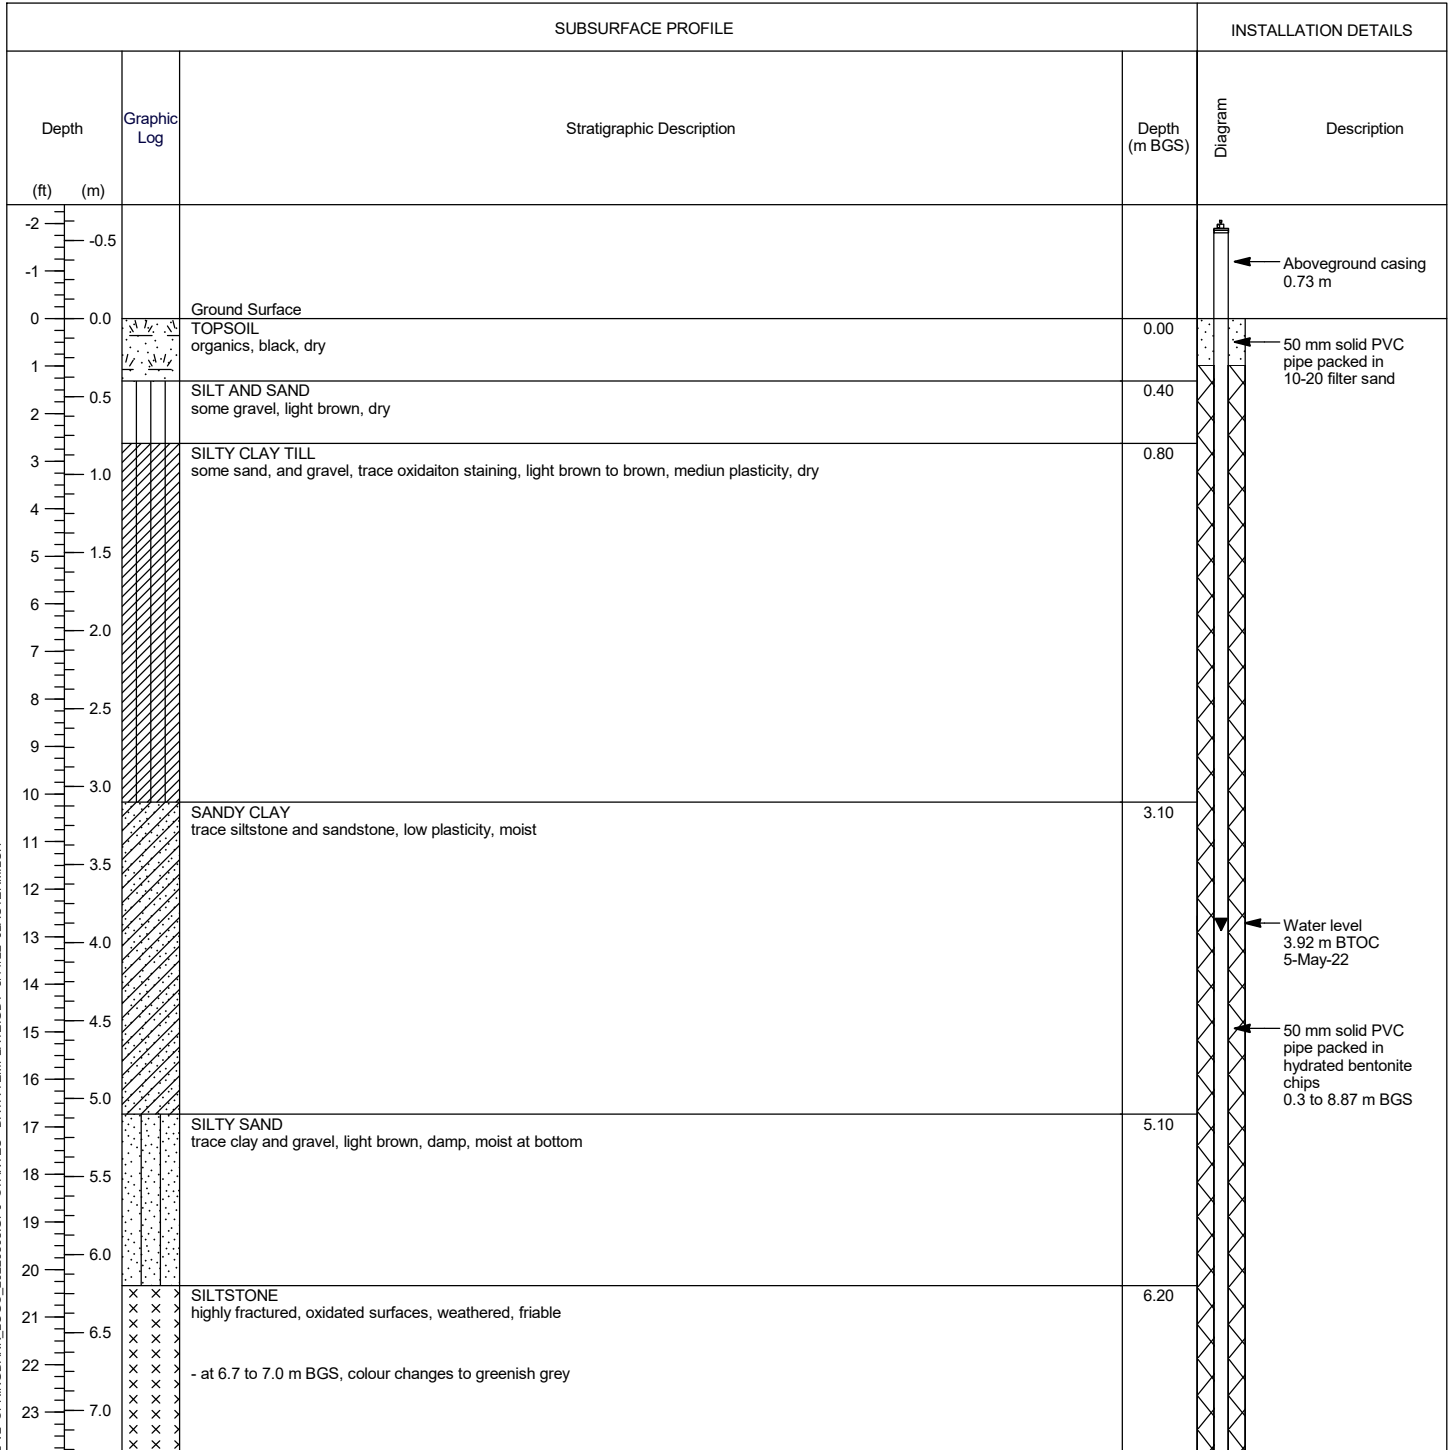 SUBSURFACE PROFILE
INSTALLATION DETAILS
Depth
Graphic
Log
Stratigraphic Description
Depth
(m BGS)
Diagram
Description
(ft)
(m)
-2
-0.5
-1
Aboveground casing
0.73 m
Ground Surface
0
0.0
TOPSOIL
organics, black, dry
0.00
50 mm solid PVC
pipe packed in
10-20 filter sand
1
0.5
SILT AND SAND
some gravel, light brown, dry
0.40
2
SILTY CLAY TILL
some sand, and gravel, trace oxidaiton staining, light brown to brown, mediun plasticity, dry
0.80
3
1.0
4
5
1.5
6
2.0
7
8
2.5
9
3.0
10
SANDY CLAY
trace siltstone and sandstone, low plasticity, moist
3.10
11
3.5
12
13
4.0
Water level
3.92 m BTOC
5-May-22
14
4.5
15
50 mm solid PVC
pipe packed in
hydrated bentonite
chips
0.3 to 8.87 m BGS
16
5.0
17
SILTY SAND
trace clay and gravel, light brown, damp, moist at bottom
5.10
18
5.5
19
6.0
20
SILTSTONE
highly fractured, oxidated surfaces, weathered, friable
6.20
21
6.5
22
- at 6.7 to 7.0 m BGS, colour changes to greenish grey
23
7.0